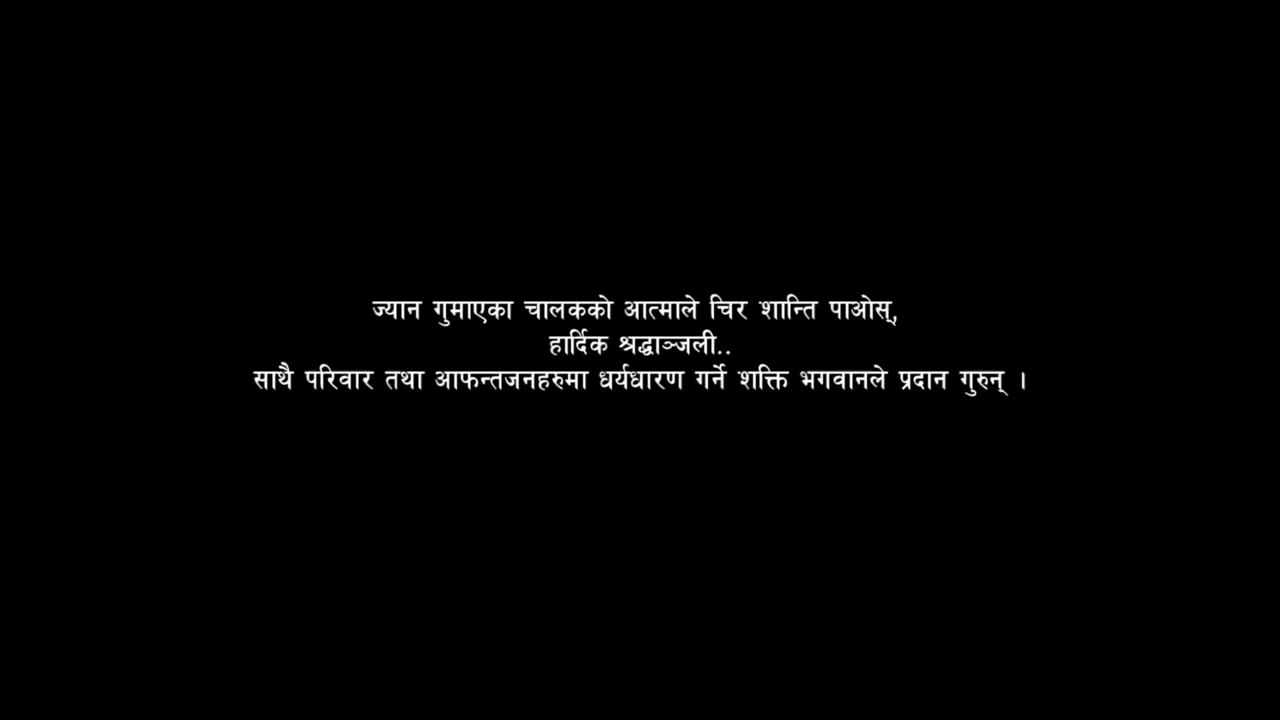 ज्यान गुमाएका चालकको आत्माले चिर शान्ति पाओस्,
हार्दिक श्रद्धाञ्जली..
साथै परिवार तथा आफन्तजनहरुमा धर्यधारण गर्ने शक्ति भगवानले प्रदान गुरुन् ।